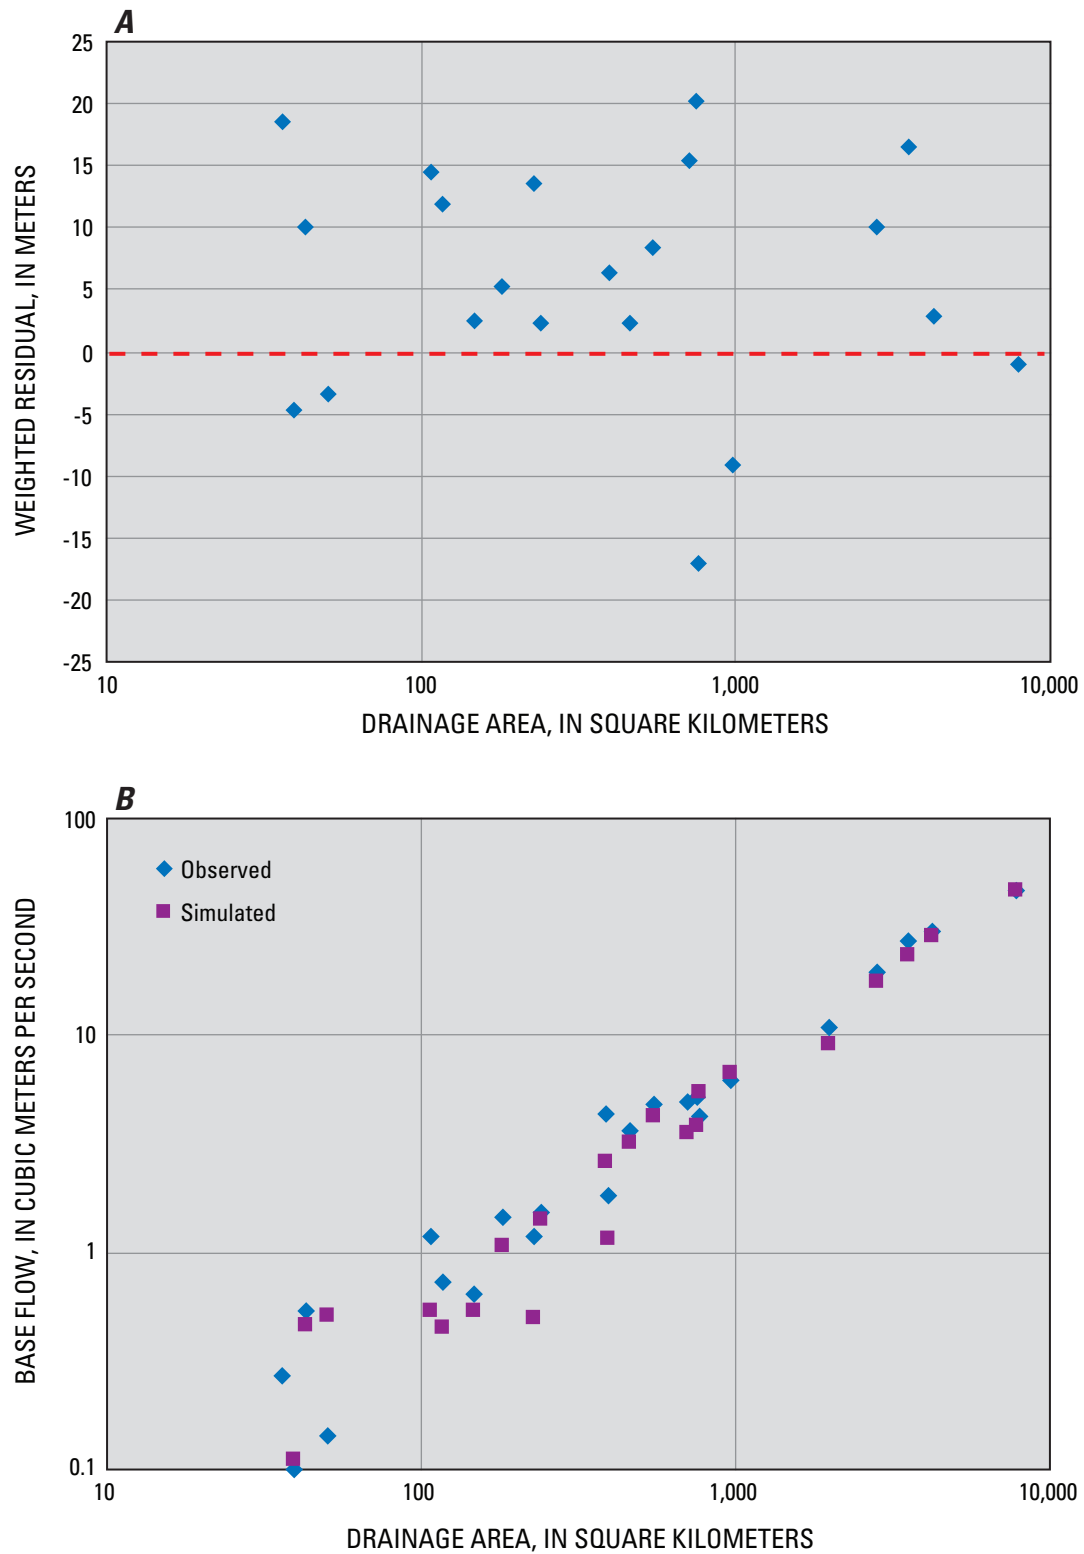 A
25
20
15
10
5
0
-5
-10
-15
-20
-25
WEIGHTED RESIDUAL, IN METERS
10 100 1,000 10,000
DRAINAGE AREA, IN SQUARE KILOMETERS
B
100
10
1
0.1
BASE FLOW, IN CUBIC METERS PER SECOND
Observed
Simulated
10 100 1,000 10,000
DRAINAGE AREA, IN SQUARE KILOMETERS